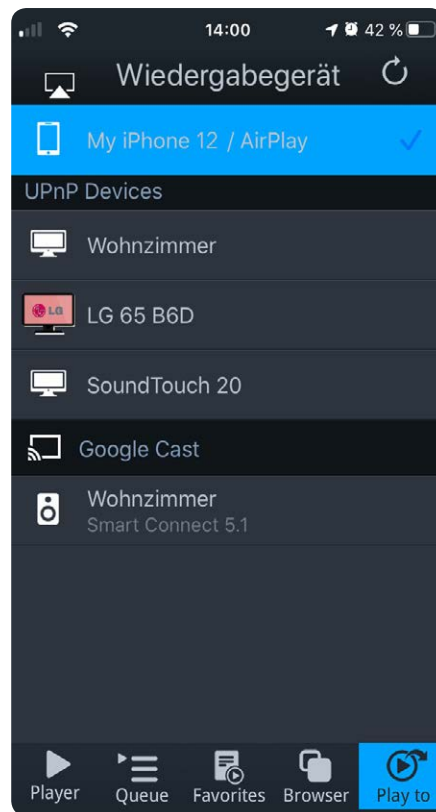 14:00
42 %
Wiedergabegerät
My iPhone 12 / AirPlay
UPnP Devices
Wohnzimmer
LG
LG 65 B6D
SoundTouch 20
Google Cast
Wohnzimmer
Smart Connect 5.1
Player Queue Favorites Browser Play to